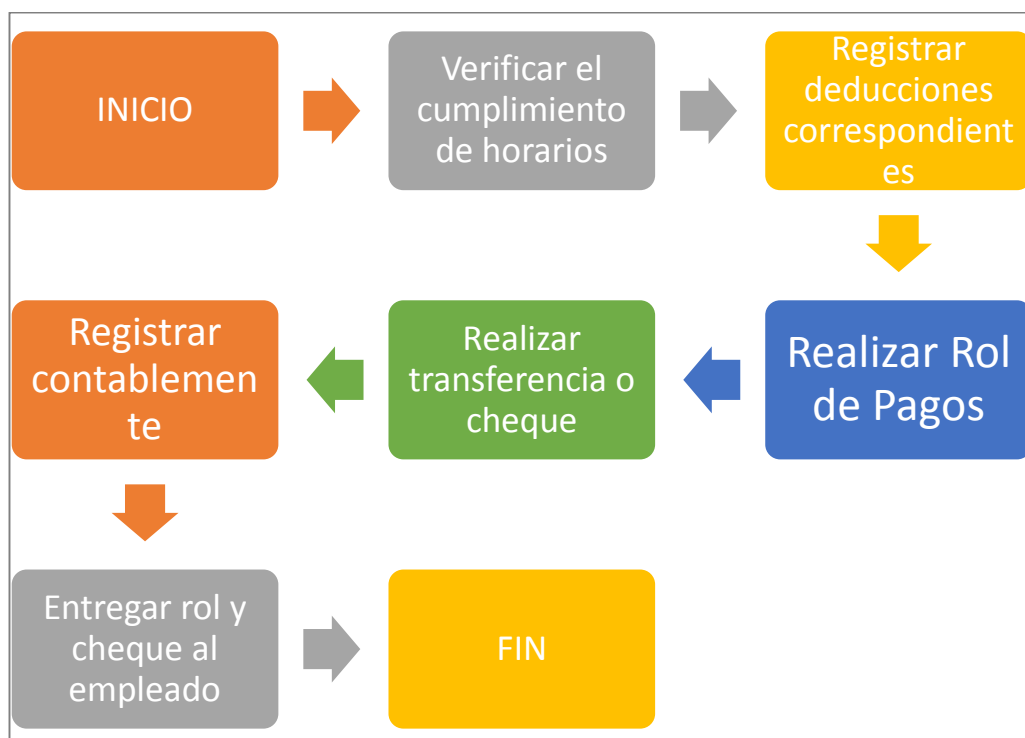 INICIO
Verificar el
cumplimiento
de horarios
Registrar
deducciones
correspondient
es
Realizar Rol
de Pagos
Realizar
transferencia o
cheque
Registrar
contablemen
te
Entregar rol y
cheque al
empleado
FIN